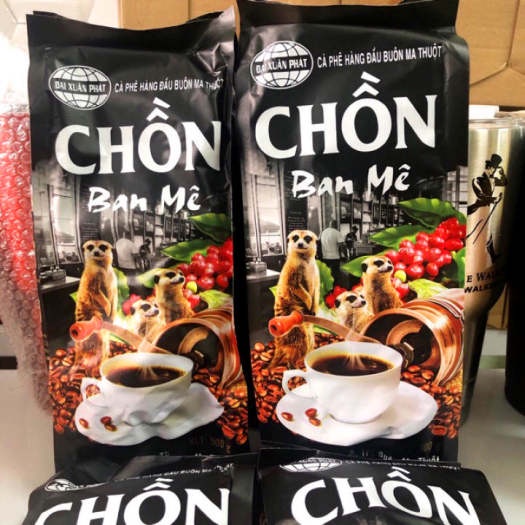 ĐẠI XUÂN PHÁT
CÀ PHÊ HÀNG ĐẦU BUÔN MA THUỘT
CHỒN
Ban Mê
ĐẠI XUÂN PHÁT
CÀ PHÊ HÀNG ĐẦU BUÔN MA THUỘT
CHỒN
Ban Mê
WALK
CHỒN
CHỒN